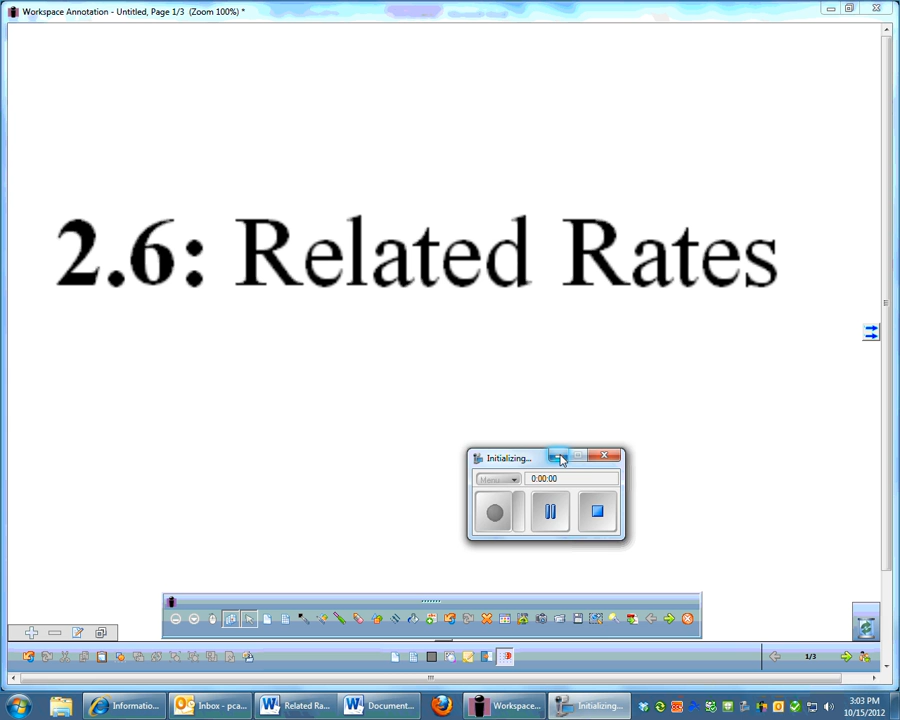 Workspace Annotation - Untitled, Page 1/3 (Zoom 100%) *
2.6: Related Rates
Initializing...
Menu
0:00:00
1/3
Informatio...
Inbox - pca...
Related Ra...
Document...
Workspace...
Initializing...
3:03 PM
10/15/2012